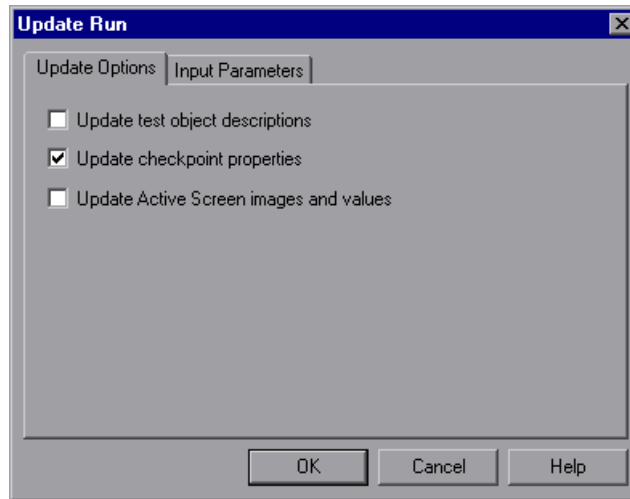 Update Run
Update Options Input Parameters
Update test object descriptions
Update checkpoint properties
Update Active Screen images and values
OK Cancel Help